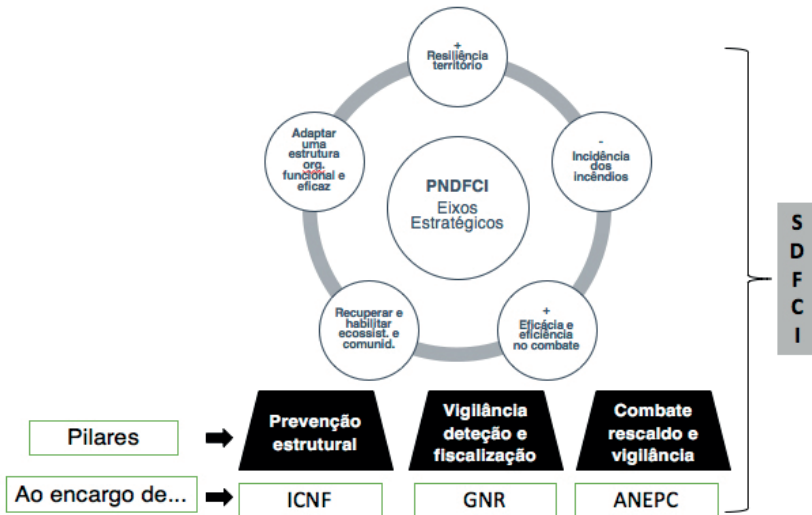 +
Resiliência
território
Adaptar
uma
estrutura
org.
funcional e
eficaz
-
Incidência
dos
incêndios
PNDFCI
Eixos
Estratégicos
Recuperar e
habilitar
ecossist. e
comunid.
+
Eficácia e
eficiência
no combate
S
D
F
C
I
Pilares
Prevenção
estrutural
Vigilância
deteção e
fiscalização
Combate
rescaldo e
vigilância
Ao encargo de...
ICNF
GNR
ANEPC